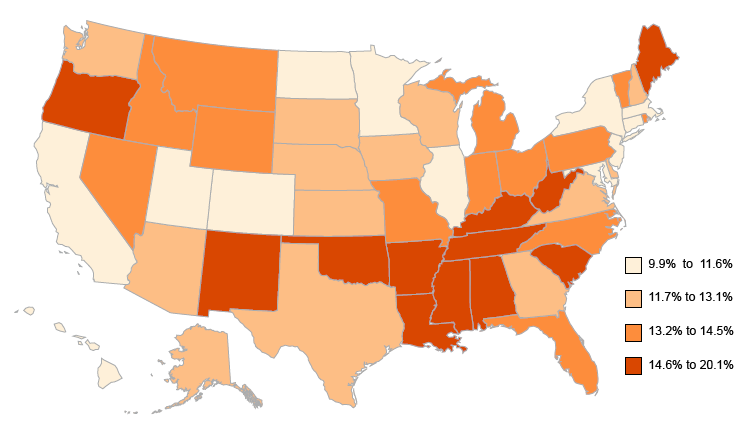 9.9% to 11.6%
11.7% to 13.1%
13.2% to 14.5%
14.6% to 20.1%